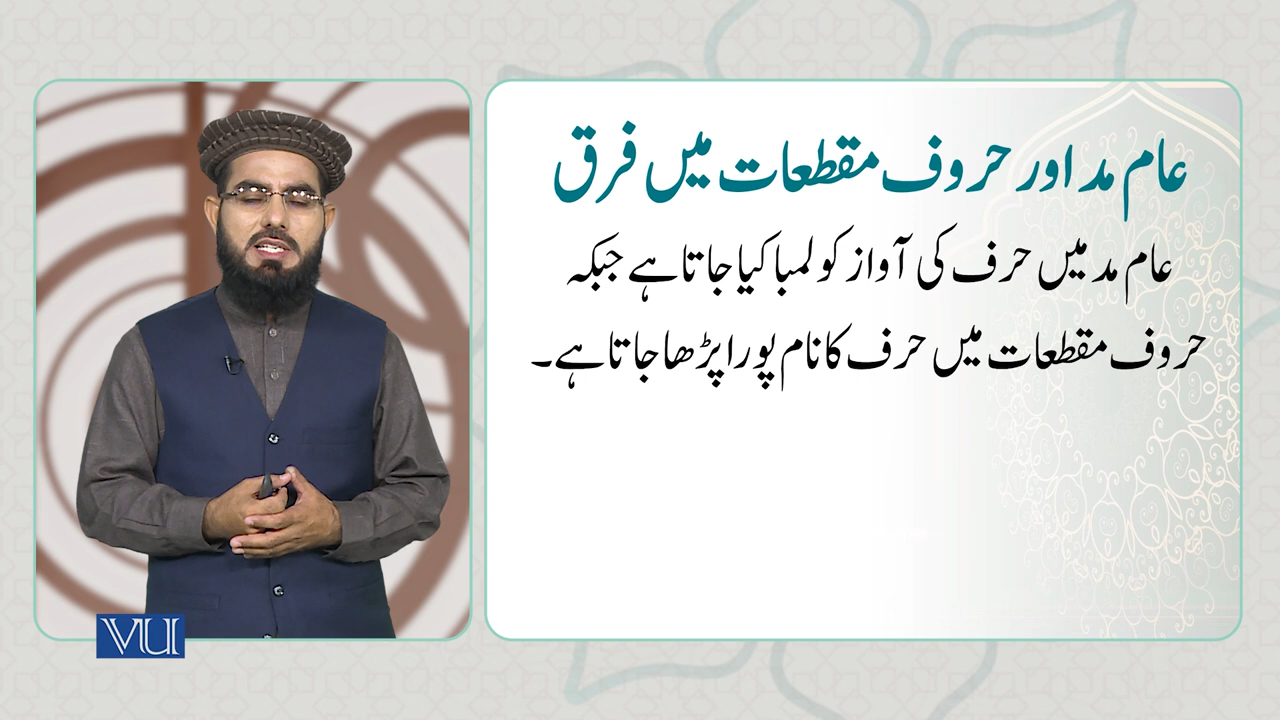 عام مد اور حروف مقطعات میں فرق
عام مد میں حرف کی آواز کو لمبا کیا جاتا ہے جبکہ
حروف مقطعات میں حرف کا نام پورا پڑھا جاتا ہے۔
VU